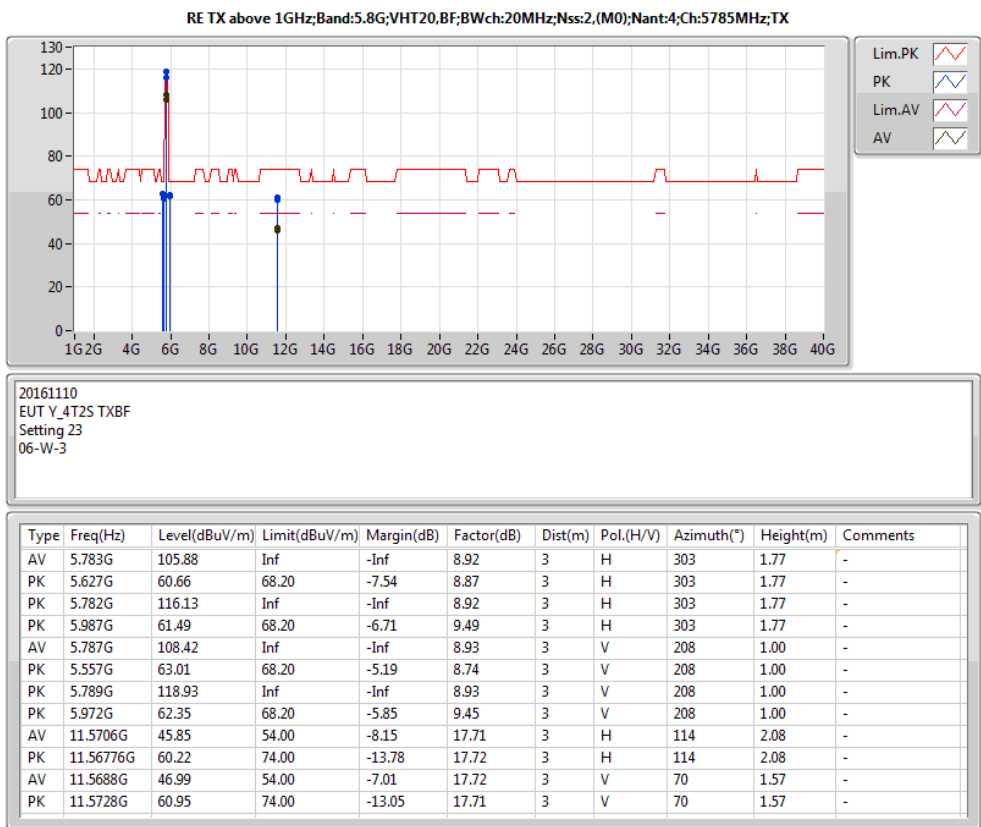 RE TX above 1GHz;Band:5.8G;VHT20,BF;BWch:20MHz;Nss:2,(M0);Nant:4;Ch:5785MHz;TX
130
120
100
80
60
40
20
0
1G 2G 4G 6G 8G 10G 12G 14G 16G 18G 20G 22G 24G 26G 28G 30G 32G 34G 36G 38G 40G
Lim.PK
PK
Lim.AV
AV
20161110
EUT Y_4T2S TXBF
Setting 23
06-W-3
Type Freq(Hz) Level(dBuV/m) Limit(dBuV/m) Margin(dB) Factor(dB) Dist(m) Pol.(H/V) Azimuth(°) Height(m) Comments
AV 5.783G 105.88 Inf -Inf 8.92 3 H 303 1.77 -
PK 5.627G 60.66 68.20 -7.54 8.87 3 H 303 1.77 -
PK 5.782G 116.13 Inf -Inf 8.92 3 H 303 1.77 -
PK 5.987G 61.49 68.20 -6.71 9.49 3 H 303 1.77 -
AV 5.787G 108.42 Inf -Inf 8.93 3 V 208 1.00 -
PK 5.557G 63.01 68.20 -5.19 8.74 3 V 208 1.00 -
PK 5.789G 118.93 Inf -Inf 8.93 3 V 208 1.00 -
PK 5.972G 62.35 68.20 -5.85 9.45 3 V 208 1.00 -
AV 11.5706G 45.85 54.00 -8.15 17.71 3 H 114 2.08 -
PK 11.56776G 60.22 74.00 -13.78 17.72 3 H 114 2.08 -
AV 11.5688G 46.99 54.00 -7.01 17.72 3 V 70 1.57 -
PK 11.5728G 60.95 74.00 -13.05 17.71 3 V 70 1.57 -